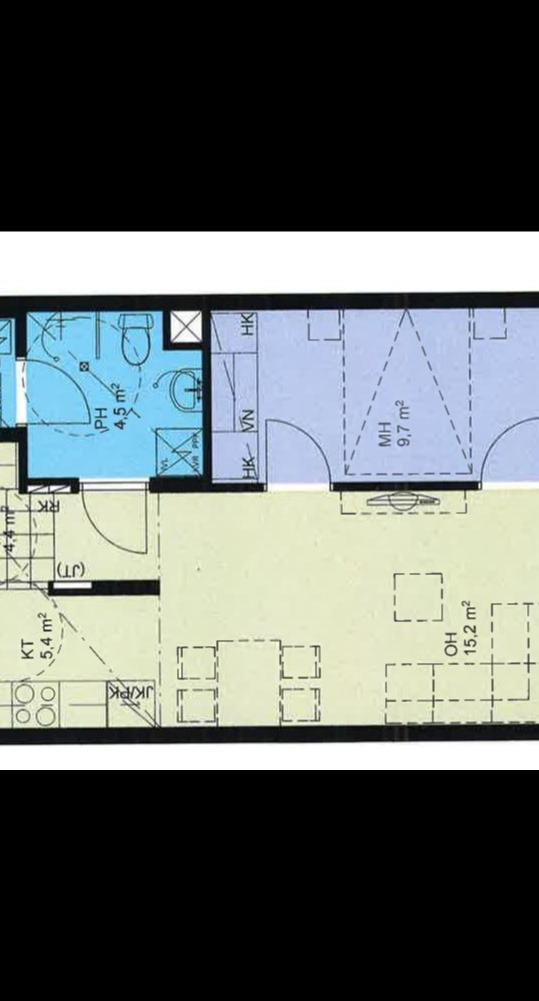 HK
VN
HK
PH
4,5 m²
MH
9,7 m²
RK
4,4 m²
(JT)
KT
5,4 m²
JK/PK
OH
15,2 m²